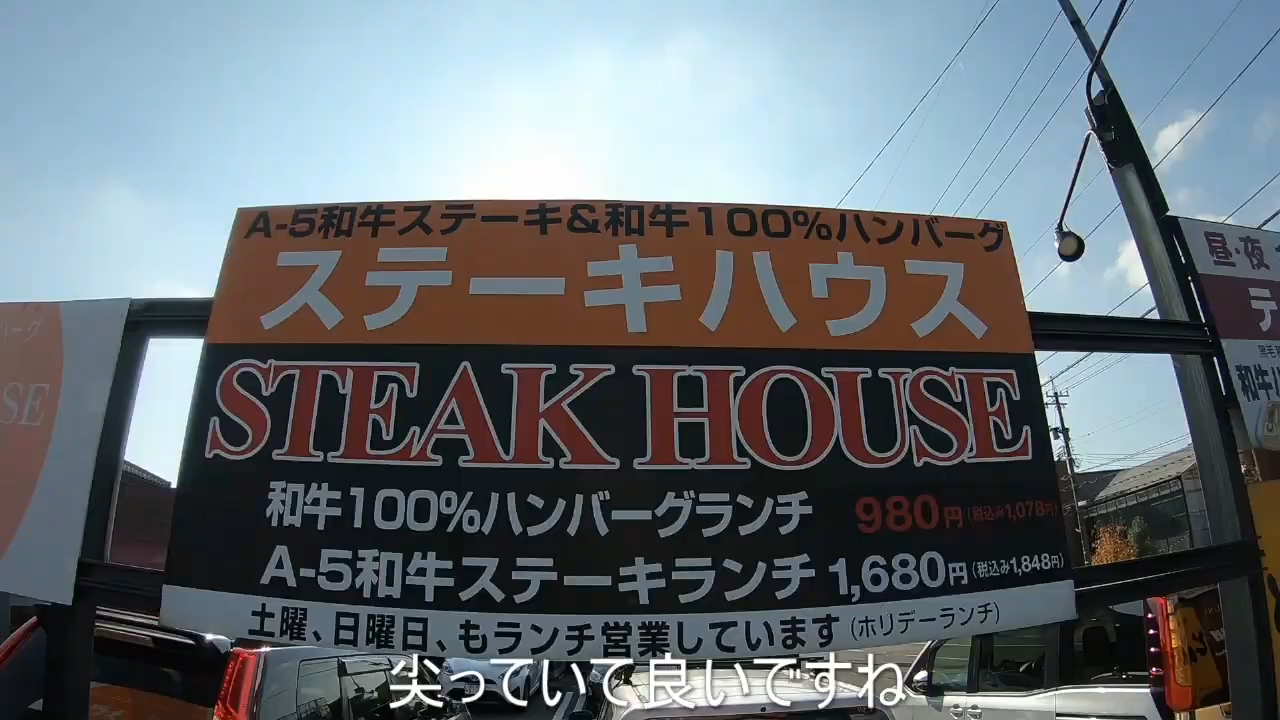 A-5和牛ステーキ&和牛100%ハンバーグ
ステーキハウス
STEAK HOUSE
和牛100%ハンバーグランチ 980円(税込み1,078円)
A-5和牛ステーキランチ 1,680円(税込み1,848円)
土曜、日曜日、もランチ営業しています(ホリデーランチ)
尖っていて良いですね
バーグ
SE
昼・夜
テ
和牛